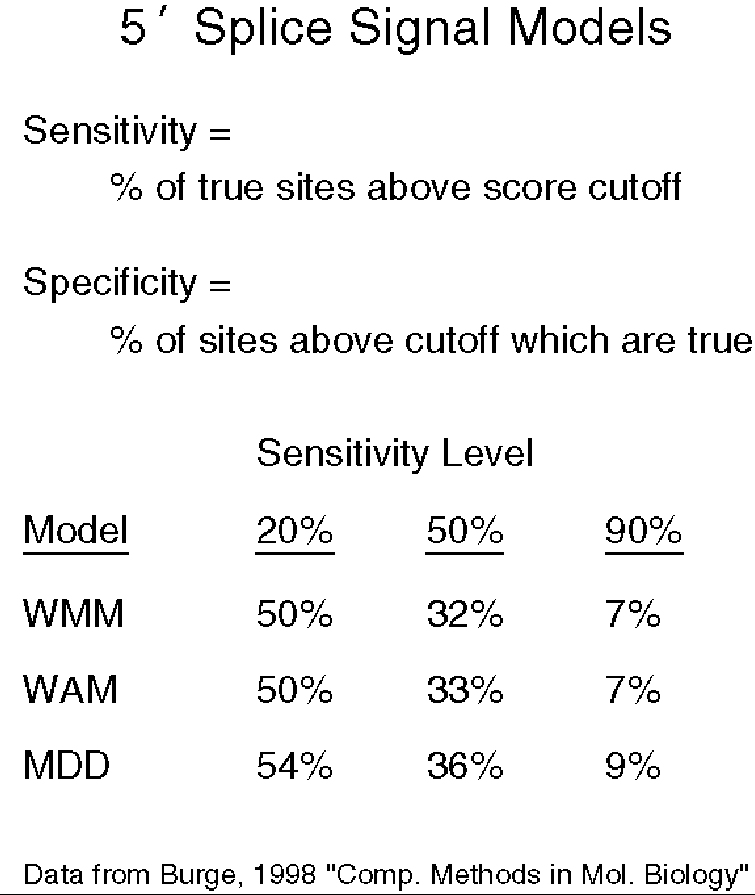 5′ Splice Signal Models
Sensitivity =
% of true sites above score cutoff
Specificity =
% of sites above cutoff which are true
Sensitivity Level
Model 20% 50% 90%
WMM 50% 32% 7%
WAM 50% 33% 7%
MDD 54% 36% 9%
Data from Burge, 1998 "Comp. Methods in Mol. Biology"